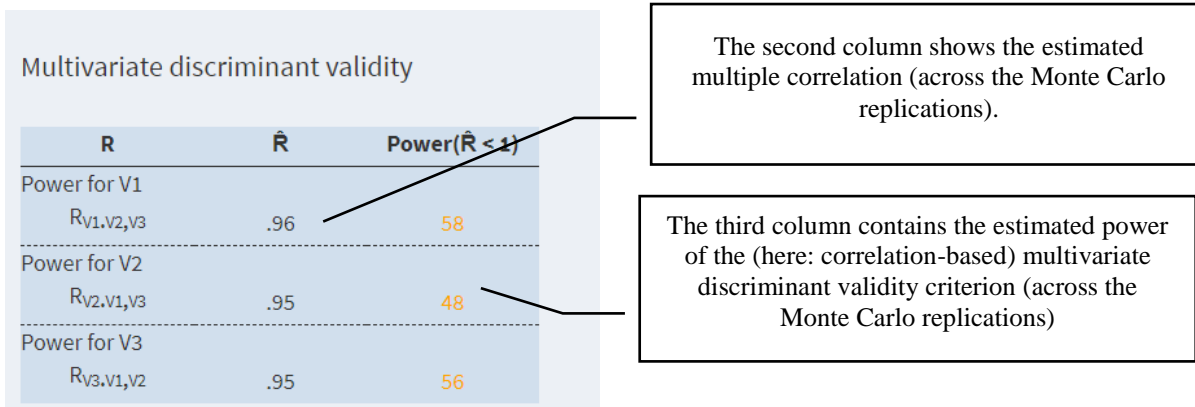 Multivariate discriminant validity
R R̂ Power(R̂ < 1)
Power for V1
RV1.V2,V3 .96 58
Power for V2
RV2.V1,V3 .95 48
Power for V3
RV3.V1,V2 .95 56
The second column shows the estimated
multiple correlation (across the Monte Carlo
replications).
The third column contains the estimated power
of the (here: correlation-based) multivariate
discriminant validity criterion (across the
Monte Carlo replications)